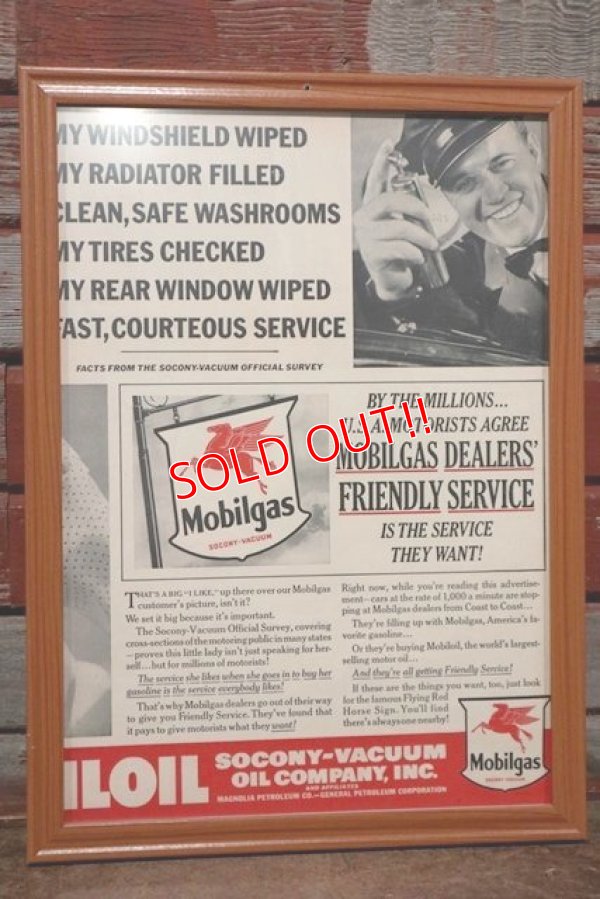 MY WINDSHIELD WIPED
MY RADIATOR FILLED
CLEAN, SAFE WASHROOMS
MY TIRES CHECKED
MY REAR WINDOW WIPED
FAST, COURTEOUS SERVICE
FACTS FROM THE SOCONY-VACUUM OFFICIAL SURVEY
Mobilgas
SOCONY-VACUUM
BY THE MILLIONS...
U.S.A. MOTORISTS AGREE
MOBILGAS DEALERS'
FRIENDLY SERVICE
IS THE SERVICE
THEY WANT!
SOLD OUT!!
THAT'S A BIG "I LIKE," up there over our Mobilgas
customer's picture, isn't it?
We set it big because it's important.
The Socony-Vacuum Official Survey, covering
cross-sections of the motoring public in many states
—proves this little lady isn't just speaking for her-
self...but for millions of motorists!
The service she likes when she goes in to buy her
gasoline is the service everybody likes!
That's why Mobilgas dealers go out of their way
to give you Friendly Service. They've found that
it pays to give motorists what they want!
Right now, while you're reading this advertise-
ment—cars at the rate of 1,000 a minute are stop-
ping at Mobilgas dealers from Coast to Coast...
They're filling up with Mobilgas, America's fa-
vorite gasoline...
Or they're buying Mobiloil, the world's largest-
selling motor oil...
And they're all getting Friendly Service!
If these are the things you want, too, just look
for the famous Flying Red
Horse Sign. You'll find
there's always one nearby!
ILOIL
SOCONY-VACUUM
OIL COMPANY, INC.
AND AFFILIATES
MAGNOLIA PETROLEUM CO.—GENERAL PETROLEUM CORPORATION
Mobilgas
SOCONY-VACUUM